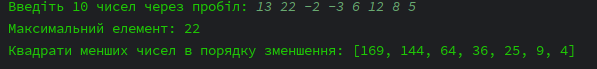 Введіть 10 чисел через пробіл: 13 22 -2 -3 6 12 8 5
Максимальний елемент: 22
Квадрати менших чисел в порядку зменшення: [169, 144, 64, 36, 25, 9, 4]